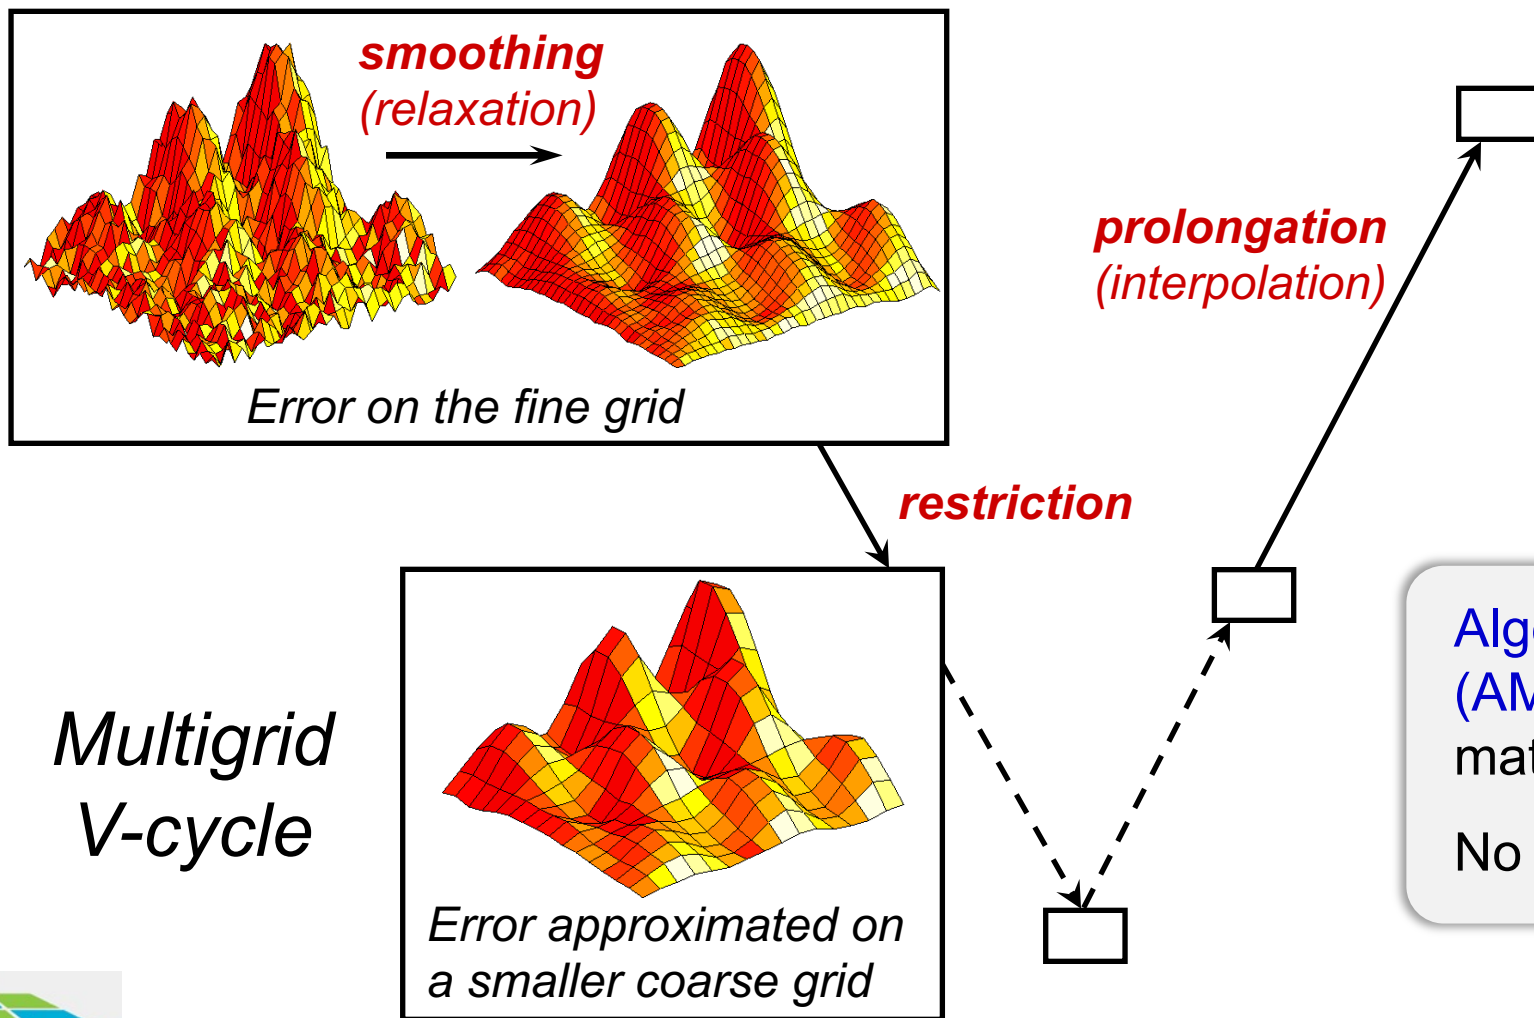 smoothing
(relaxation)
Error on the fine grid
prolongation
(interpolation)
restriction
Multigrid
V-cycle
Error approximated on
a smaller coarse grid
No